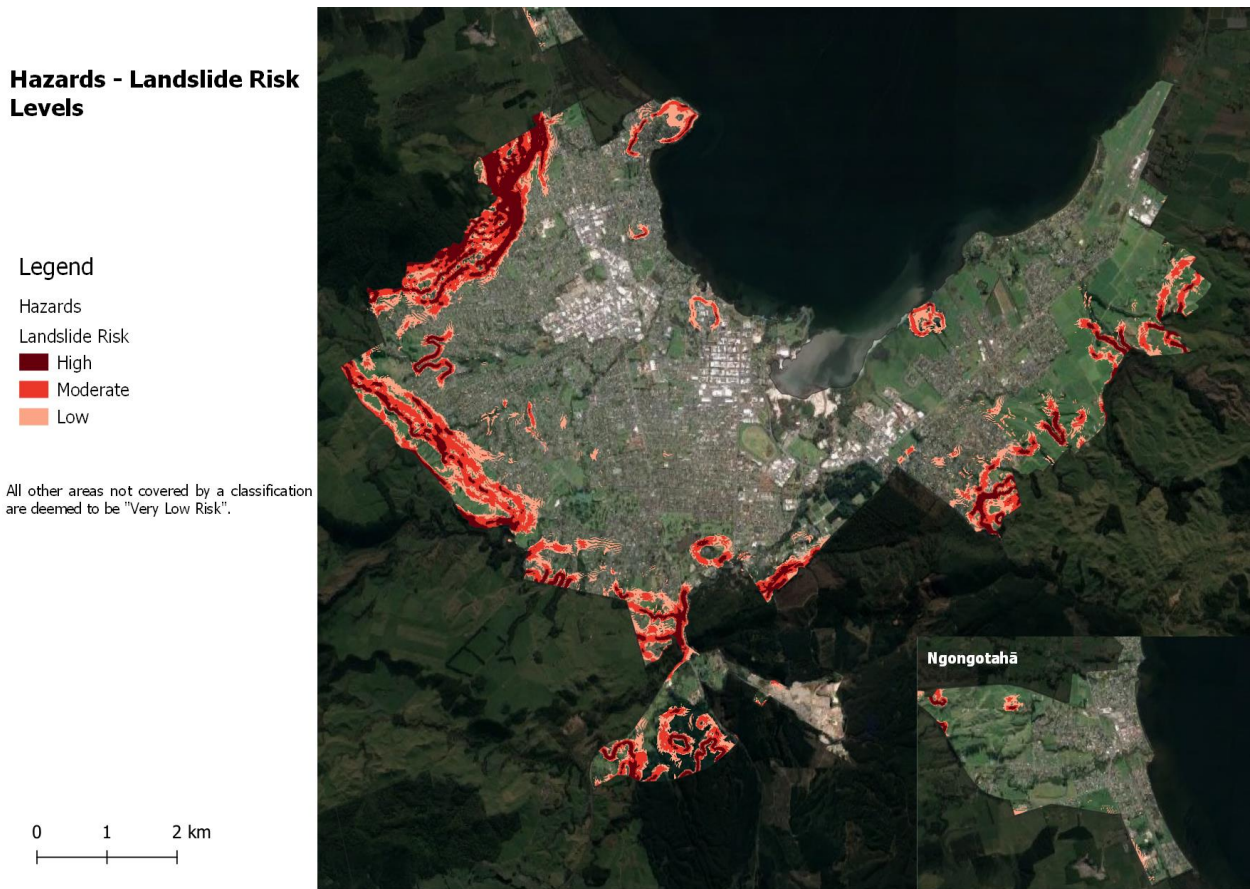 Hazards - Landslide Risk
Levels
Legend
Hazards
Landslide Risk
High
Moderate
Low
All other areas not covered by a classification
are deemed to be "Very Low Risk".
0 1 2 km
Ngongotahā